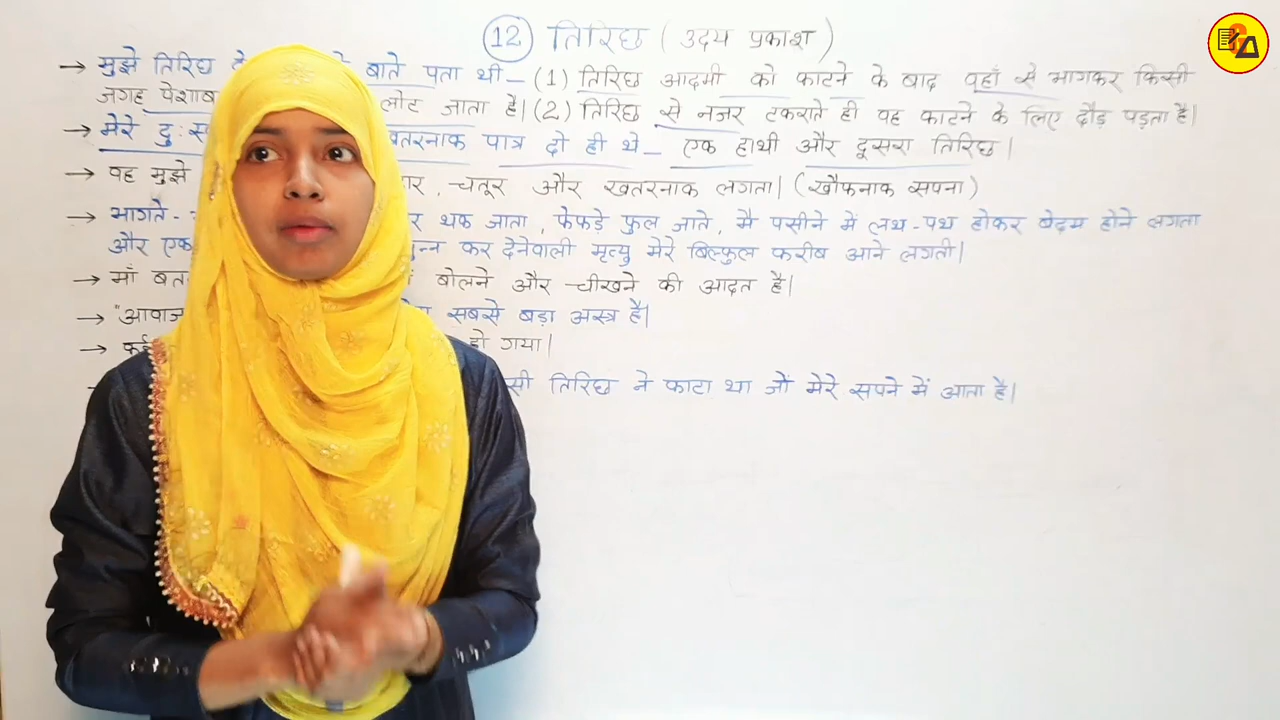 12 तिरिछ (उदय प्रकाश)
→ मुझे तिरिछ बाते पता थी – (1) तिरिछ आदमी को काटने के बाद वहाँ से भागकर किसी
जगह पेशाब लोट जाता है। (2) तिरिछ से नजर टकराते ही वह काटने के लिए दौड़ पड़ता है।
→ मेरे दुःस तरनाक पात्र दो ही थे – एक हाथी और दूसरा तिरिछ।
→ वह मुझे चतूर और खतरनाक लगता। (खौफनाक सपना)
→ भागते- थक जाता, फेफड़े फुल जाते, मै पसीने में लथ-पथ होकर बेदम होने लगता
और एक कर देनेवाली मृत्यु मेरे बिल्कुल करीब आने लगती।
→ माँ बत बोलने और चीखने की आदत है।
→ "आवाज सबसे बड़ा अस्त्र है।
→ हो गया।
तिरिछ ने काटा था जो मेरे सपने में आता है।